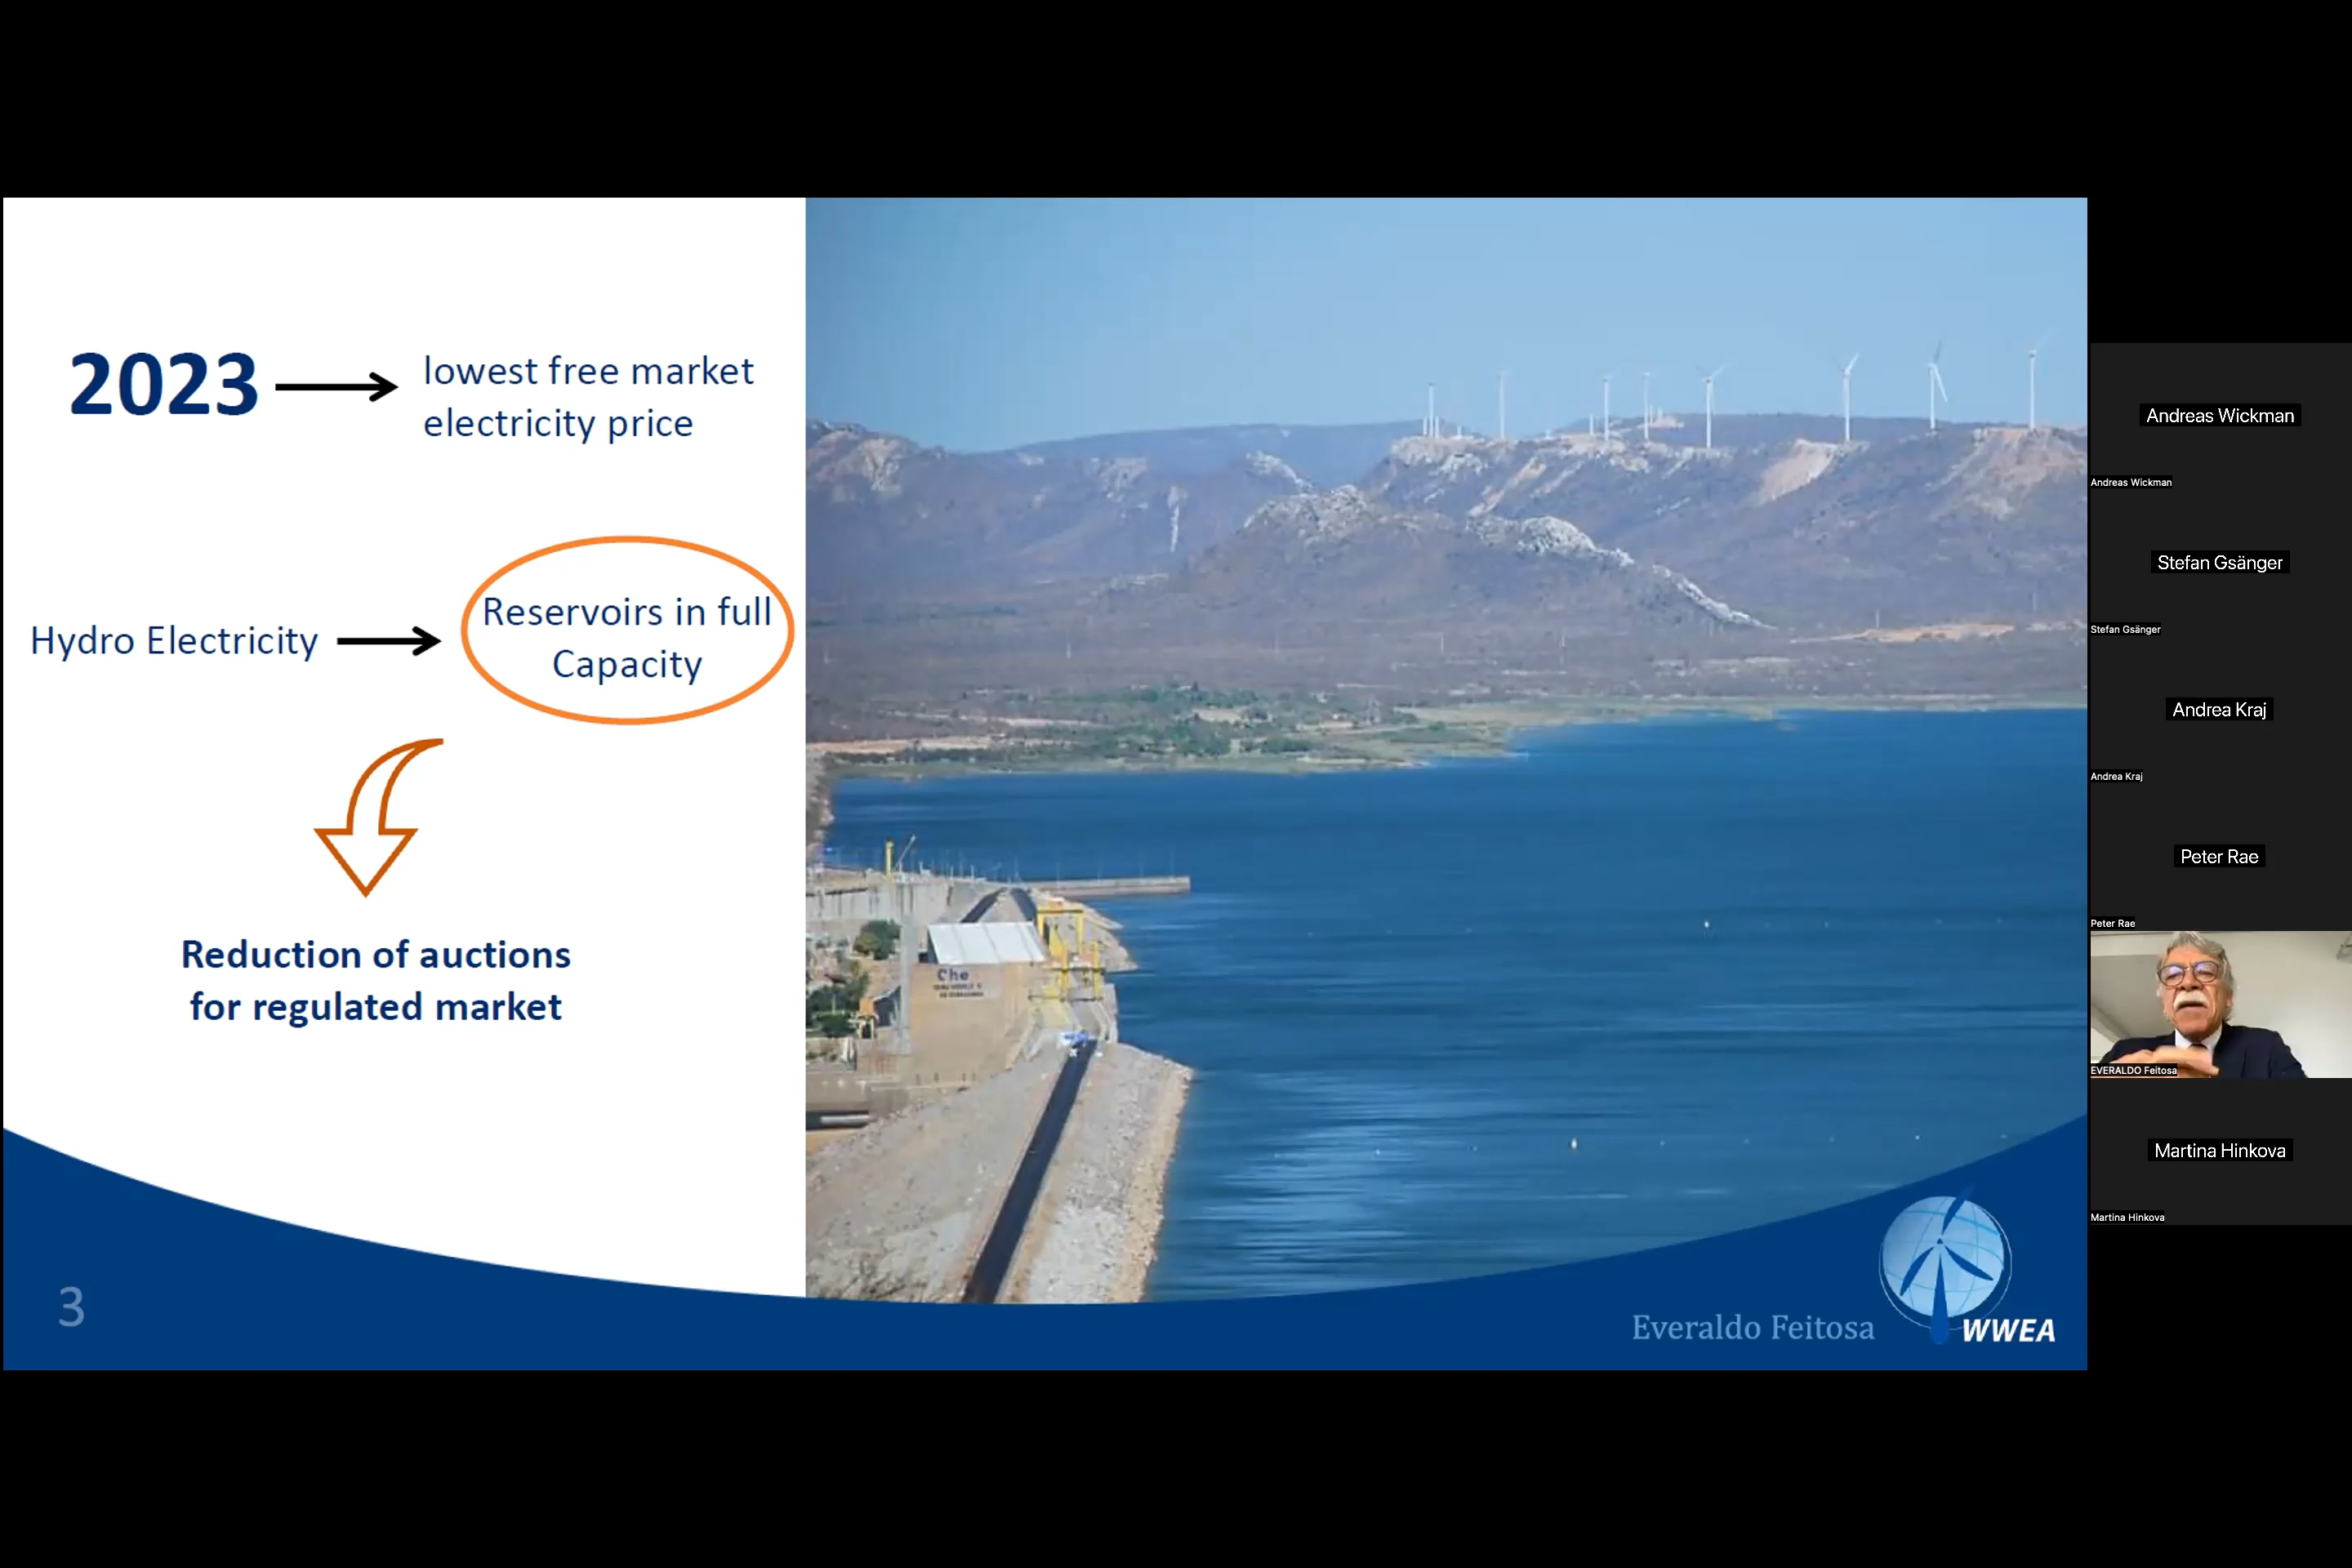 2023
lowest free market
electricity price
Hydro Electricity
Reservoirs in full
Capacity
Reduction of auctions
for regulated market
3
Everaldo Feitosa
WWEA
Andreas Wickman
Andreas Wickman
Stefan Gsänger
Stefan Gsänger
Andrea Kraj
Andrea Kraj
Peter Rae
Peter Rae
EVERALDO Feitosa
Martina Hinkova
Martina Hinkova